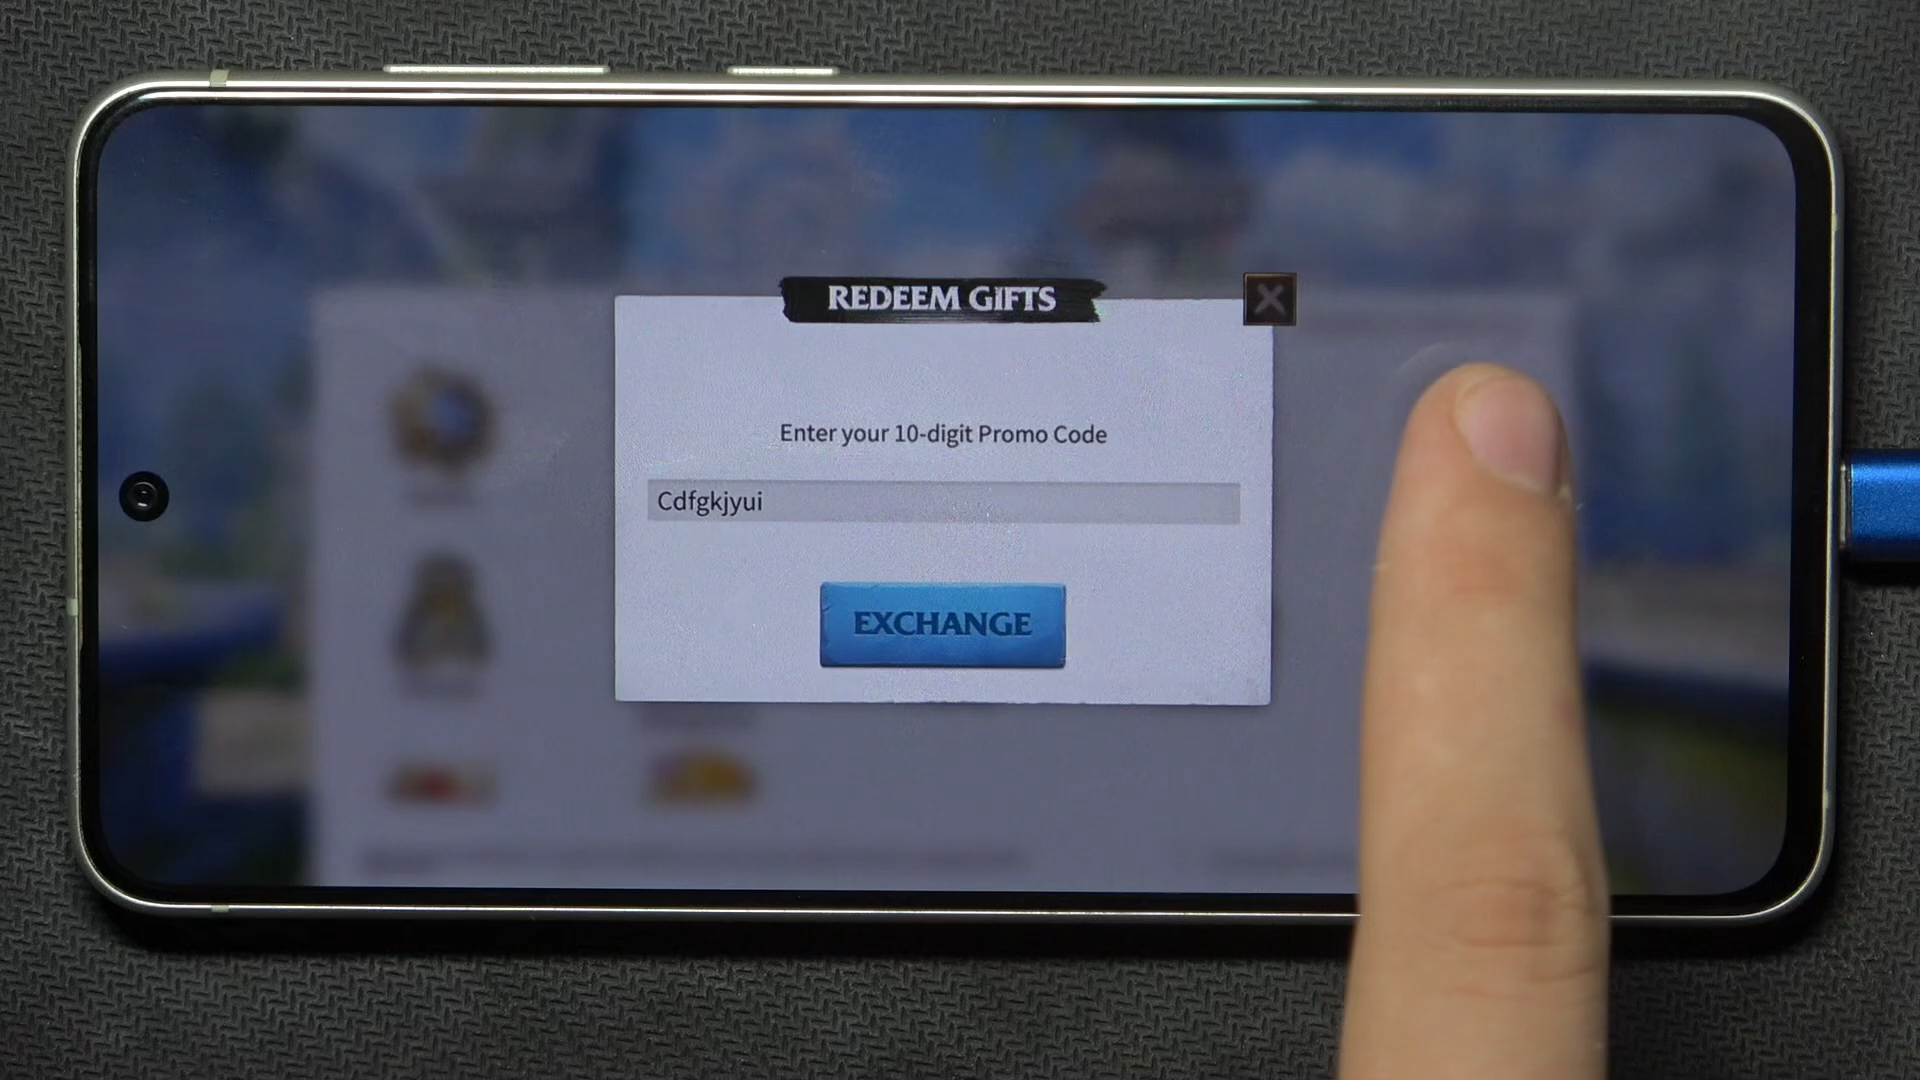 REDEEM GIFTS
Enter your 10-digit Promo Code
Cdfgkjyui
EXCHANGE